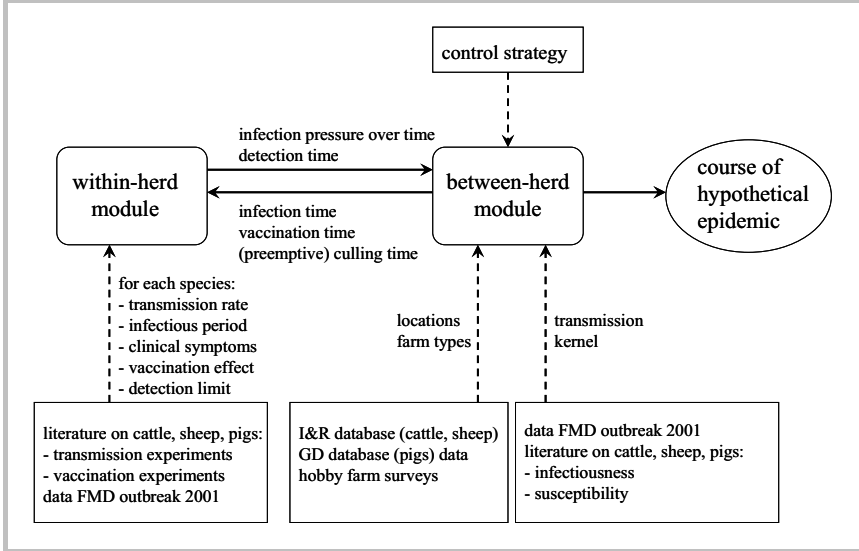 control strategy
infection pressure over time
detection time
within-herd
module
between-herd
module
course of
hypothetical
epidemic
infection time
vaccination time
(preemptive) culling time
for each species:
- transmission rate
- infectious period
- clinical symptoms
- vaccination effect
- detection limit
locations
farm types
transmission
kernel
literature on cattle, sheep, pigs:
- transmission experiments
- vaccination experiments
data FMD outbreak 2001
I&R database (cattle, sheep)
GD database (pigs) data
hobby farm surveys
data FMD outbreak 2001
literature on cattle, sheep, pigs:
- infectiousness
- susceptibility